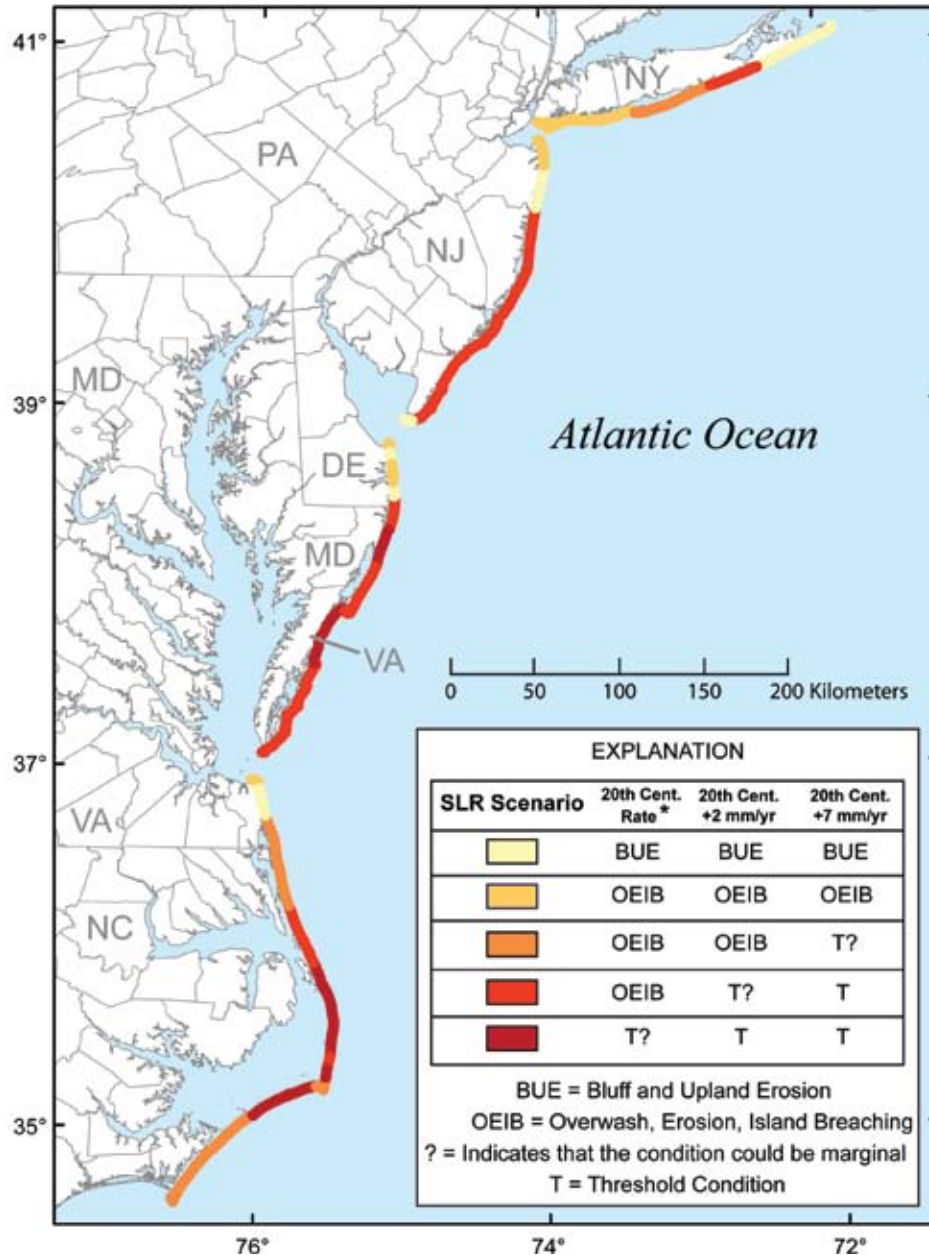 41°
NY
PA
NJ
39°
MD
Atlantic Ocean
DE
MD
VA
0 50 100 150 200 Kilometers
37°
VA
NC
35°
76° 74° 72°
EXPLANATION
SLR Scenario 20th Cent. Rate* 20th Cent. +2 mm/yr 20th Cent. +7 mm/yr
BUE BUE BUE
OEIB OEIB OEIB
OEIB OEIB T?
OEIB T? T
T? T T
BUE = Bluff and Upland Erosion
OEIB = Overwash, Erosion, Island Breaching
? = Indicates that the condition could be marginal
T = Threshold Condition